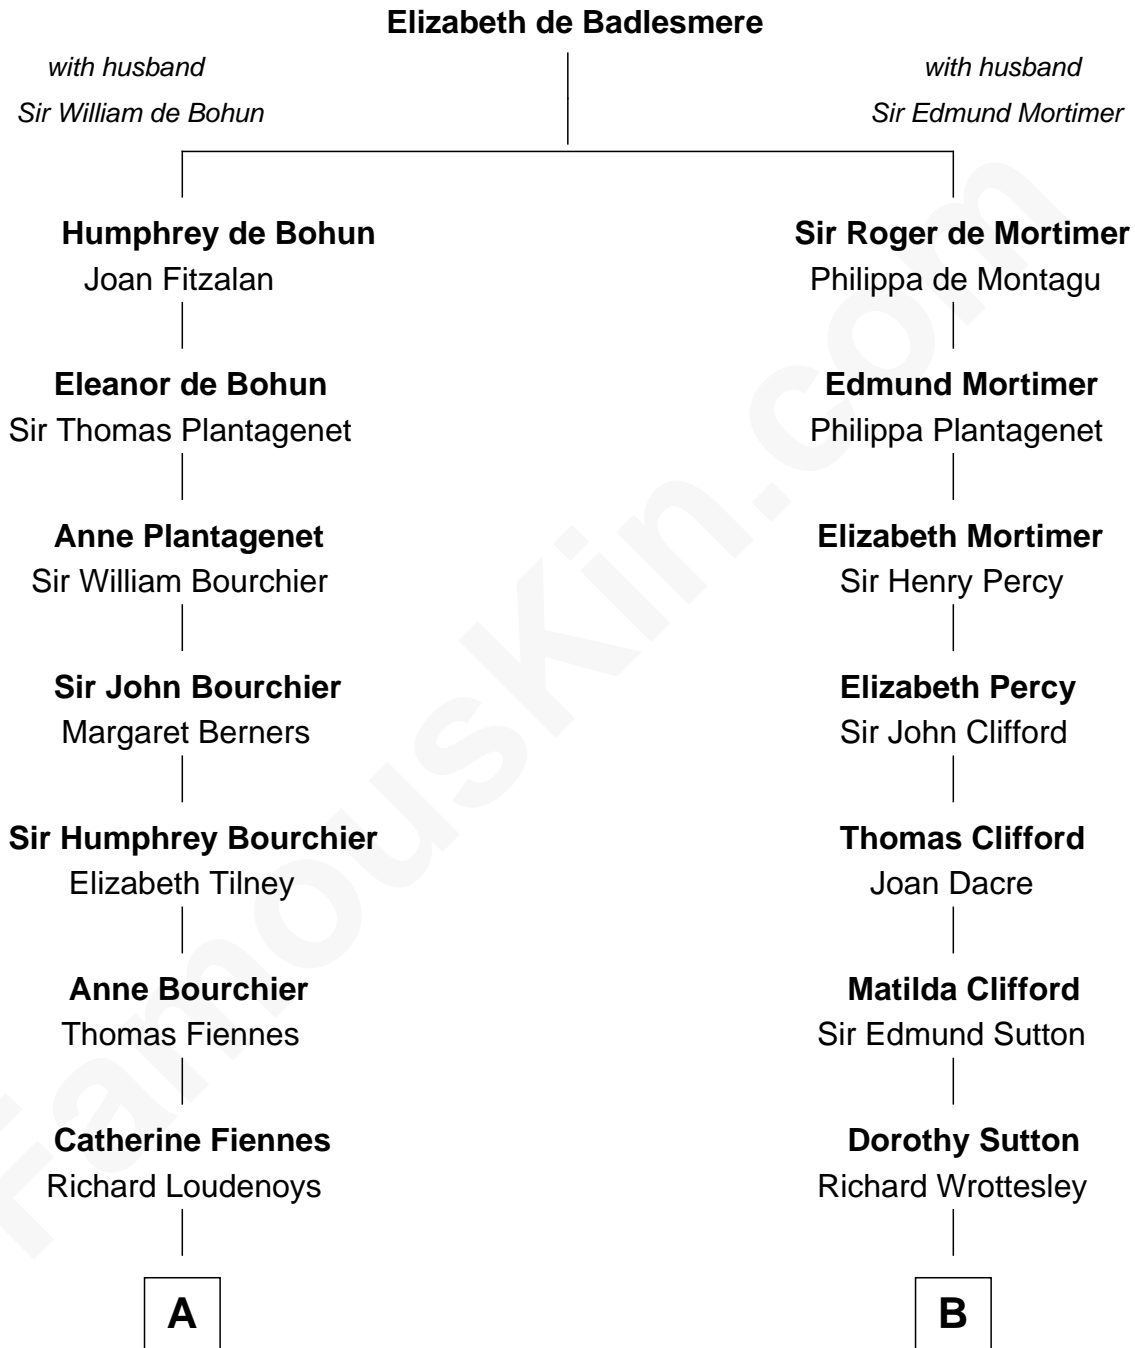 Elizabeth de Badlesmere
with husband
Sir William de Bohun
with husband
Sir Edmund Mortimer
Humphrey de Bohun
Joan Fitzalan
Sir Roger de Mortimer
Philippa de Montagu
Eleanor de Bohun
Sir Thomas Plantagenet
Edmund Mortimer
Philippa Plantagenet
Anne Plantagenet
Sir William Bourchier
Elizabeth Mortimer
Sir Henry Percy
Sir John Bourchier
Margaret Berners
Elizabeth Percy
Sir John Clifford
Sir Humphrey Bourchier
Elizabeth Tilney
Thomas Clifford
Joan Dacre
Anne Bourchier
Thomas Fiennes
Matilda Clifford
Sir Edmund Sutton
Catherine Fiennes
Richard Loudenoys
Dorothy Sutton
Richard Wrottesley
A
B
FamousKin.com